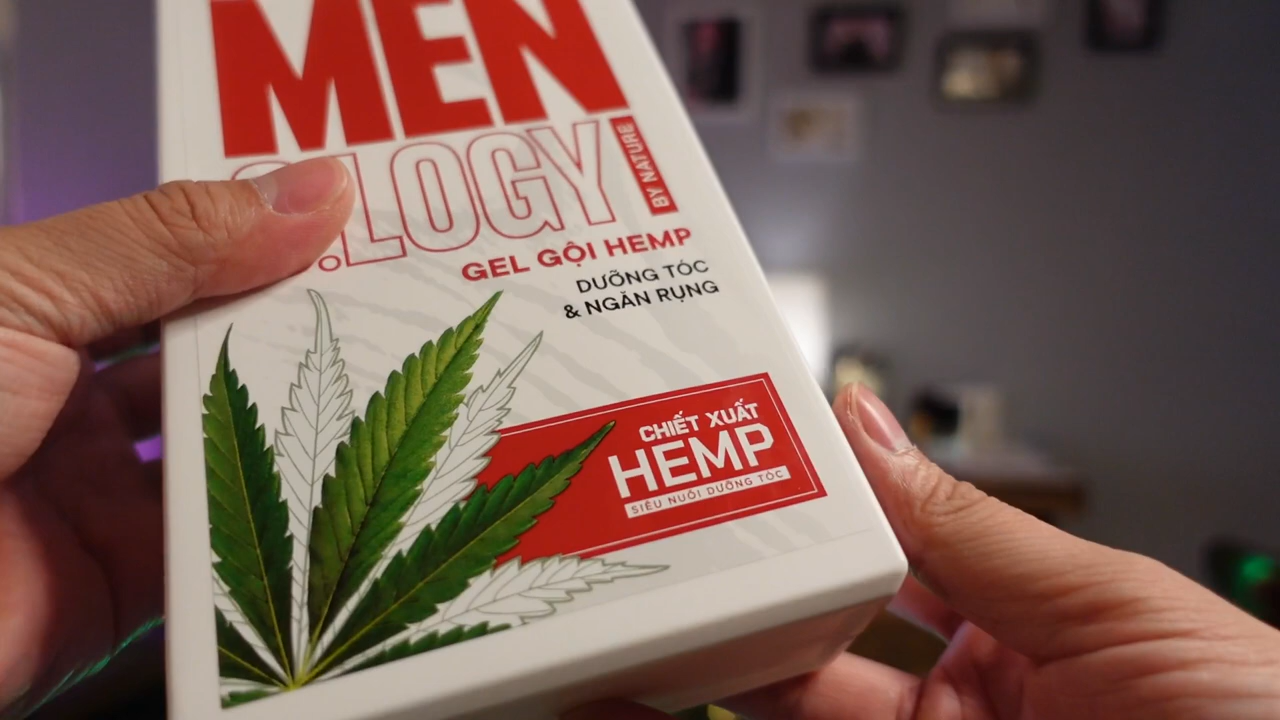 MEN
O.LOGY
BY NATURE
GEL GỘI HEMP
DƯỠNG TÓC
& NGĂN RỤNG
CHIẾT XUẤT
HEMP
SIÊU NUÔI DƯỠNG TÓC